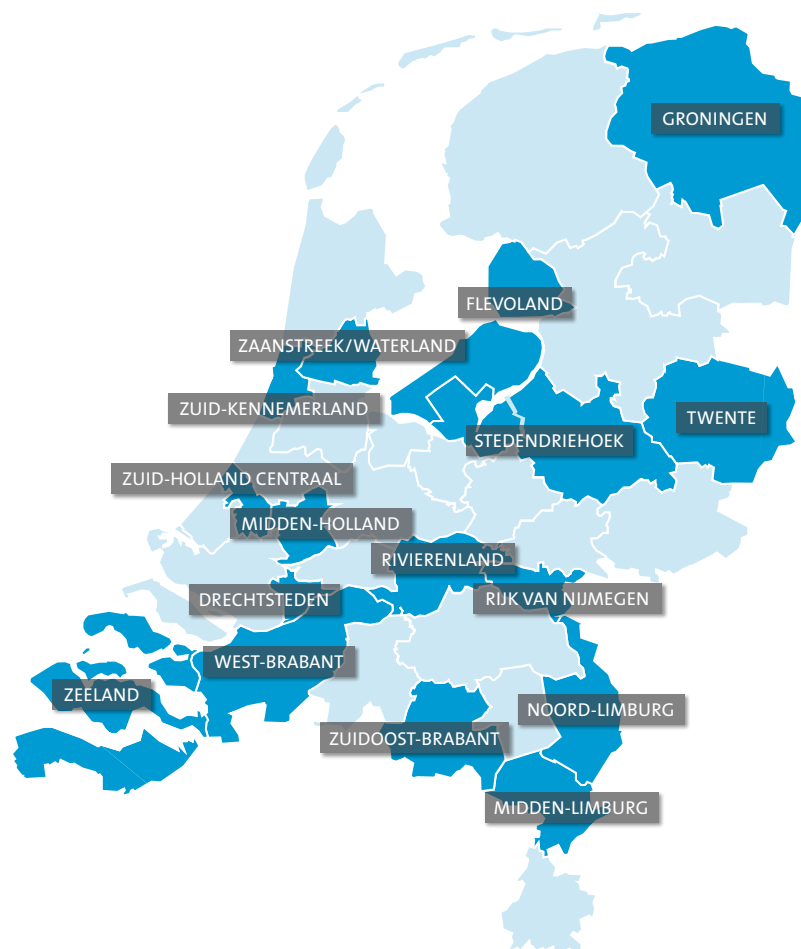 GRONINGEN
FLEVOLAND
ZAANSTREEK/WATERLAND
ZUID-KENNEMERLAND
TWENTE
STEDENDRIEHOEK
ZUID-HOLLAND CENTRAAL
MIDDEN-HOLLAND
RIVIERENLAND
DRECHTSTEDEN
RIJK VAN NIJMEGEN
WEST-BRABANT
ZEELAND
NOORD-LIMBURG
ZUIDOOST-BRABANT
MIDDEN-LIMBURG